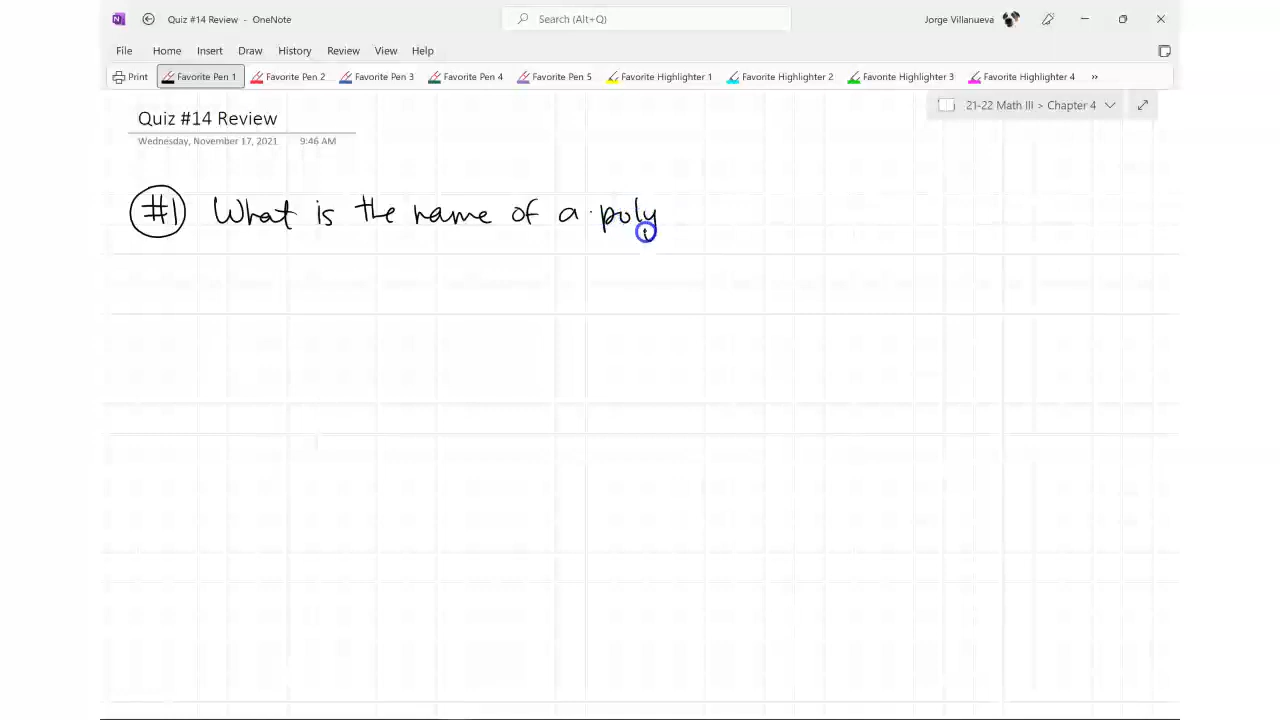 Quiz #14 Review - OneNote
Search (Alt+Q)
Jorge Villanueva
File Home Insert Draw History Review View Help
Print Favorite Pen 1 Favorite Pen 2 Favorite Pen 3 Favorite Pen 4 Favorite Pen 5 Favorite Highlighter 1 Favorite Highlighter 2 Favorite Highlighter 3 Favorite Highlighter 4 »
21-22 Math III > Chapter 4
Quiz #14 Review
Wednesday, November 17, 2021 9:46 AM
#1 What is the name of a poly